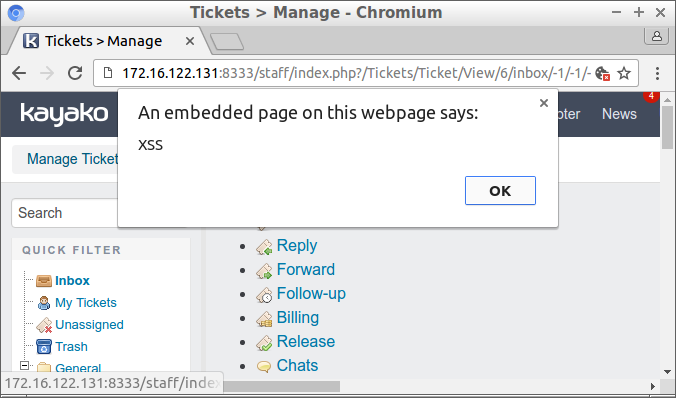 Tickets > Manage - Chromium
Tickets > Manage
172.16.122.131:8333/staff/index.php?/Tickets/Ticket/View/6/inbox/-1/-1/-
4
kayako
News
An embedded page on this webpage says:
XSS
OK
Manage Ticket
Search
QUICK FILTER
Inbox
My Tickets
Unassigned
Trash
General
Reply
Forward
Follow-up
Billing
Release
Chats
172.16.122.131:8333/staff/index